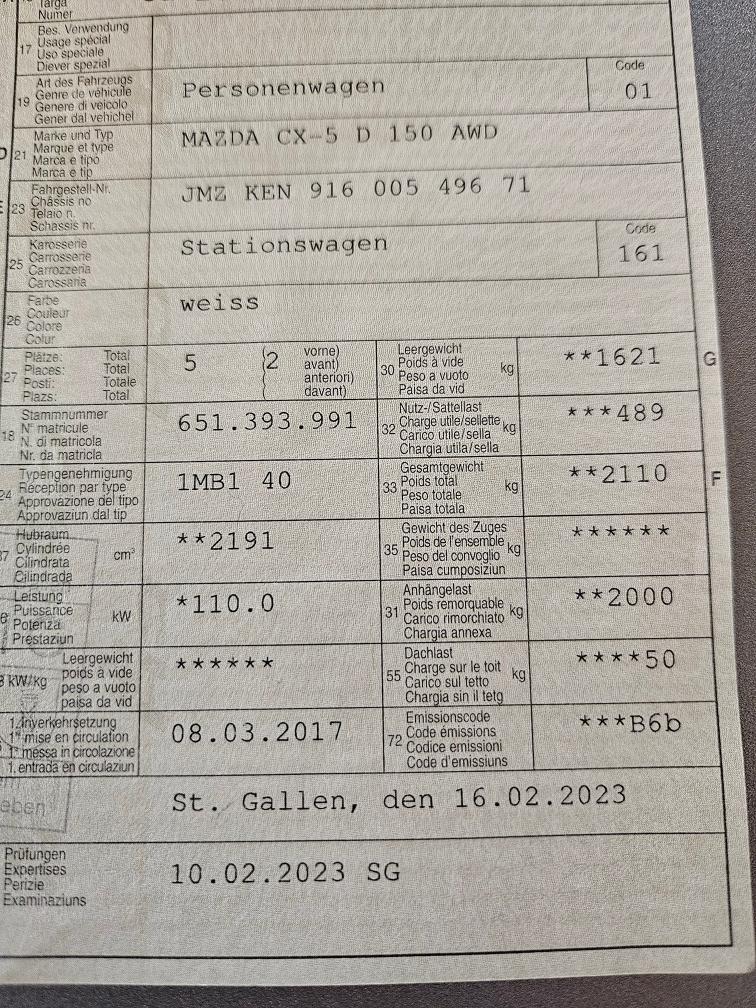 Targa
Numer
17 Bes. Verwendung
Usage spécial
Uso speciale
Diever spezial
19 Art des Fahrzeugs
Genre de véhicule
Genere di veicolo
Gener dal vehichel
Personenwagen
Code
01
D 21 Marke und Typ
Marque et type
Marca e tipo
Marca e tip
MAZDA CX-5 D 150 AWD
E 23 Fahrgestell-Nr.
Châssis no
Telaio n.
Schassis nr.
JMZ KEN 916 005 496 71
25 Karosserie
Carrosserie
Carrozzeria
Carossaria
Stationswagen
Code
161
26 Farbe
Couleur
Colore
Colur
weiss
27 Plätze: Total
Places: Total
Posti: Totale
Plazs: Total
5 (2 vorne)
avant)
anteriori)
( davant)
30 Leergewicht
Poids à vide kg
Peso a vuoto
Paisa da vid
**1621 G
18 Stammnummer
N° matricule
N. di matricola
Nr. da matricla
651.393.991
32 Nutz-/Sattellast
Charge utile/sellette kg
Carico utile/sella
Chargia utila/sella
***489
24 Typengenehmigung
Réception par type
Approvazione del tipo
Approvaziun dal tip
1MB1 40
33 Gesamtgewicht
Poids total kg
Peso totale
Paisa totala
**2110 F
37 Hubraum
Cylindrée cm³
Cilindrata
Cilindrada
**2191
35 Gewicht des Zuges
Poids de l'ensemble kg
Peso del convoglio
Paisa cumposiziun
******
Leistung
Puissance kW
Potenza
Prestaziun
*110.0
31 Anhängelast
Poids remorquable kg
Carico rimorchiato
Chargia annexa
**2000
kW/kg Leergewicht
poids à vide
peso a vuoto
paisa da vid
******
55 Dachlast
Charge sur le toit kg
Carico sul tetto
Chargia sin il tetg
****50
1. Inverkehrsetzung
1re mise en circulation
1a messa in circolazione
1. entrada en circulaziun
08.03.2017
72 Emissionscode
Code émissions
Codice emissioni
Code d'emissiuns
***B6b
eben
St. Gallen, den 16.02.2023
Prüfungen
Expertises
Perizie
Examinaziuns
10.02.2023 SG